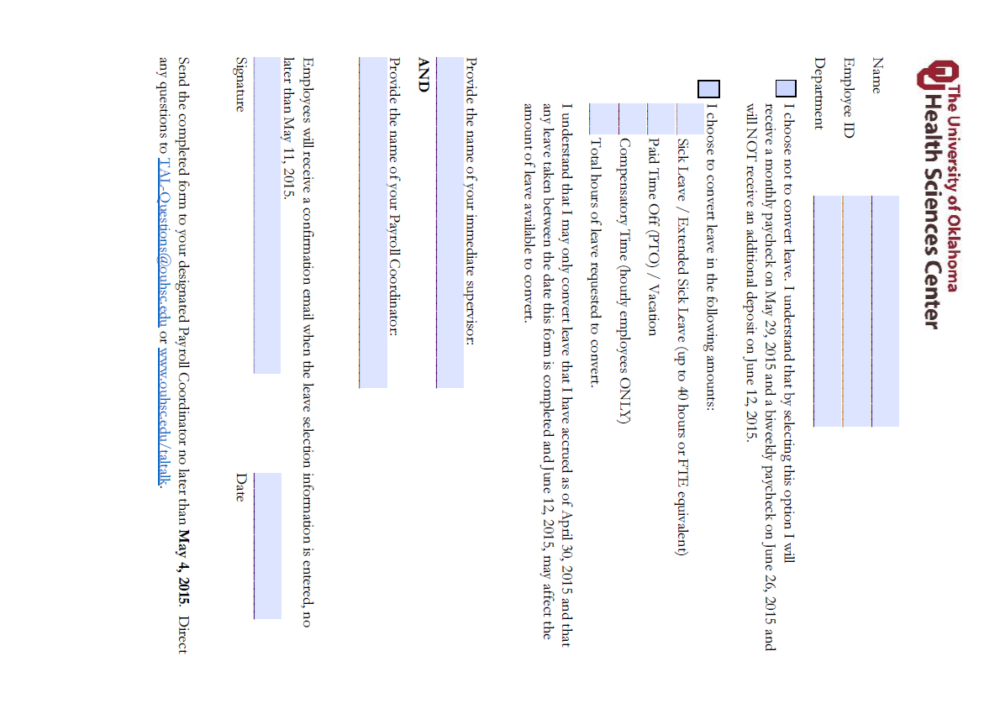 The University of Oklahoma
Health Sciences Center
Name
Employee ID
Department
I choose not to convert leave. I understand that by selecting this option I will
receive a monthly paycheck on May 29, 2015 and a biweekly paycheck on June 26, 2015 and
will NOT receive an additional deposit on June 12, 2015.
I choose to convert leave in the following amounts:
Sick Leave / Extended Sick Leave (up to 40 hours or FTE equivalent)
Paid Time Off (PTO) / Vacation
Compensatory Time (hourly employees ONLY)
Total hours of leave requested to convert.
I understand that I may only convert leave that I have accrued as of April 30, 2015 and that
any leave taken between the date this form is completed and June 12, 2015, may affect the
amount of leave available to convert.
Provide the name of your immediate supervisor:
AND
Provide the name of your Payroll Coordinator:
Employees will receive a confirmation email when the leave selection information is entered, no
later than May 11, 2015.
Signature Date
Send the completed form to your designated Payroll Coordinator no later than May 4, 2015. Direct
any questions to TAL-Questions@ouhsc.edu or www.ouhsc.edu/taltalk.